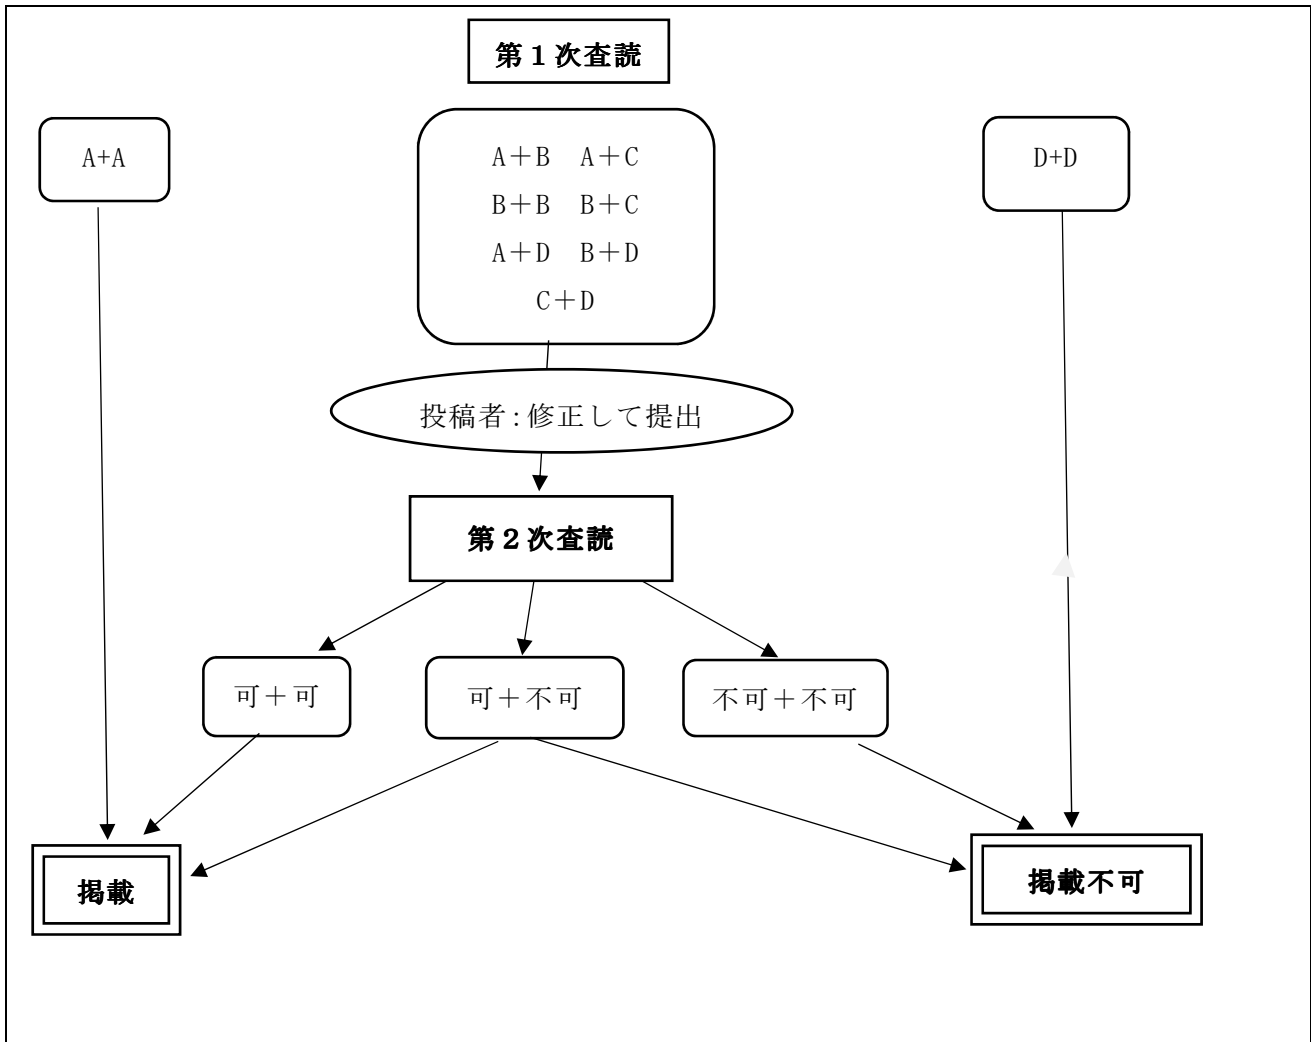 第１次査読
A+A
A＋B　A＋C
B＋B　B＋C
A＋D　B＋D
C＋D
D+D
投稿者:修正して提出
第２次査読
可＋可
可＋不可
不可＋不可
掲載
掲載不可